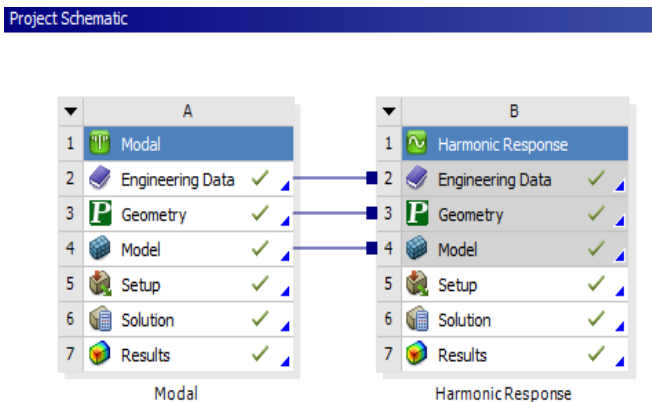 Project Schematic
A
1 Modal
2 Engineering Data
3 P Geometry
4 Model
5 Setup
6 Solution
7 Results
Modal
B
1 Harmonic Response
2 Engineering Data
3 P Geometry
4 Model
5 Setup
6 Solution
7 Results
Harmonic Response